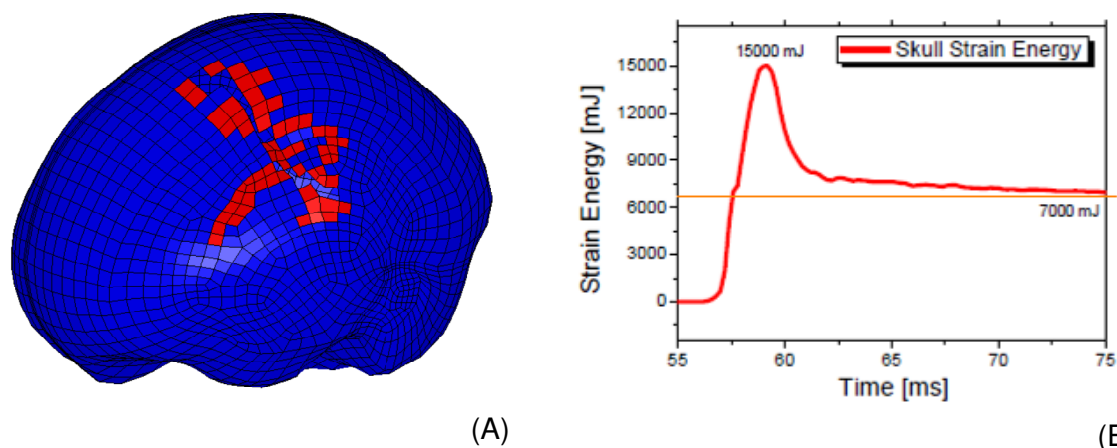 15000 mJ
Skull Strain Energy
15000
12000
9000
6000
3000
0
Strain Energy [mJ]
7000 mJ
55
60
65
70
75
Time [ms]
(A)
(B